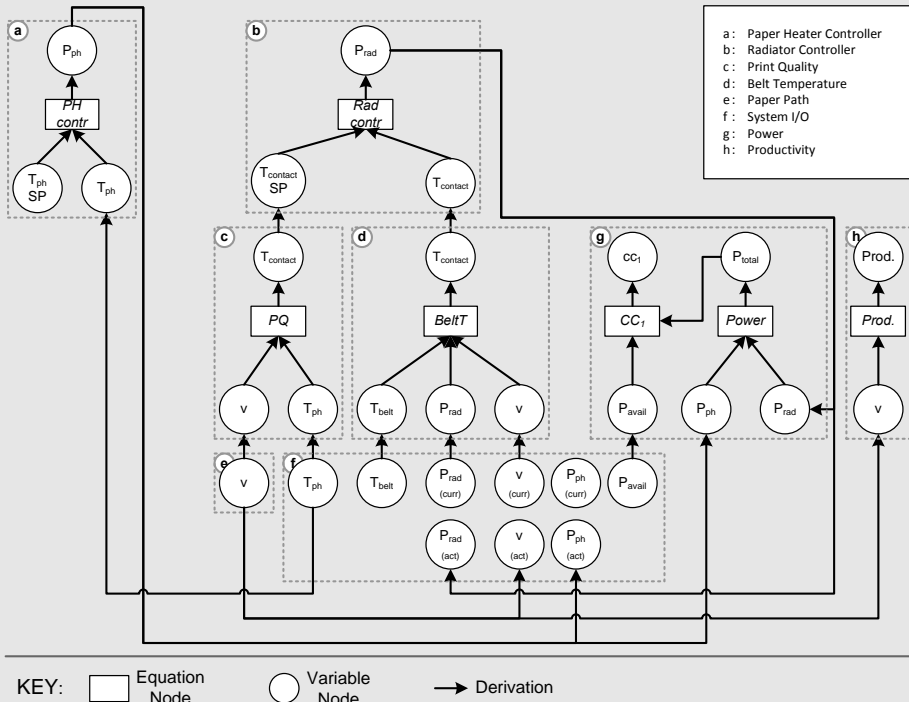 a
b
P_ph
P_rad
a: Paper Heater Controller
b: Radiator Controller
c: Print Quality
d: Belt Temperature
e: Paper Path
f: System I/O
g: Power
h: Productivity
PH
contr
Rad
contr
T_ph
SP
T_ph
T_contact
SP
T_contact
c
d
g
h
T_contact
T_contact
cc_1
P_total
Prod.
PQ
BeltT
CC_1
Power
Prod.
v
T_ph
T_belt
P_rad
v
P_avail
P_ph
P_rad
v
e
f
v
T_ph
T_belt
P_rad
(curr)
v
(curr)
P_ph
(curr)
P_avail
P_rad
(act)
v
(act)
P_ph
(act)
KEY:
Equation
Node
Variable
Node
Derivation